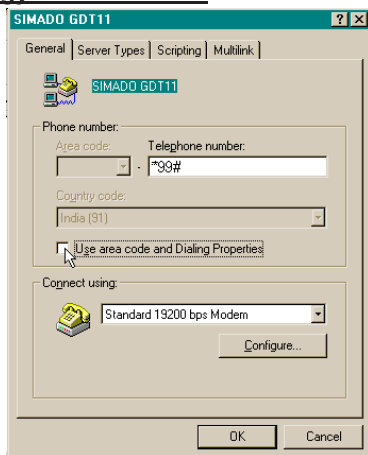 SIMADO GDT11
General Server Types Scripting Multilink
SIMADO GDT11
Phone number:
Area code: Telephone number:
- *99#
Country code:
India (91)
Use area code and Dialing Properties
Connect using:
Standard 19200 bps Modem
Configure...
OK Cancel